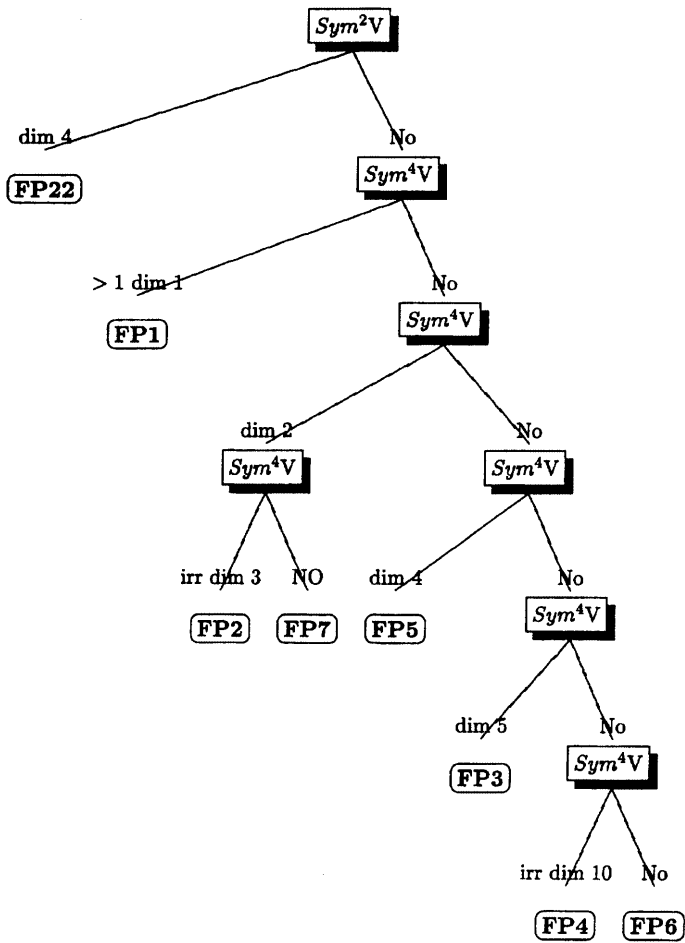 Sym²V
dim 4 No
FP22 Sym⁴V
> 1 dim 1 No
FP1 Sym⁴V
dim 2 No
Sym⁴V Sym⁴V
irr dim 3 NO dim 4 No
FP2 FP7 FP5 Sym⁴V
dim 5 No
FP3 Sym⁴V
irr dim 10 No
FP4 FP6